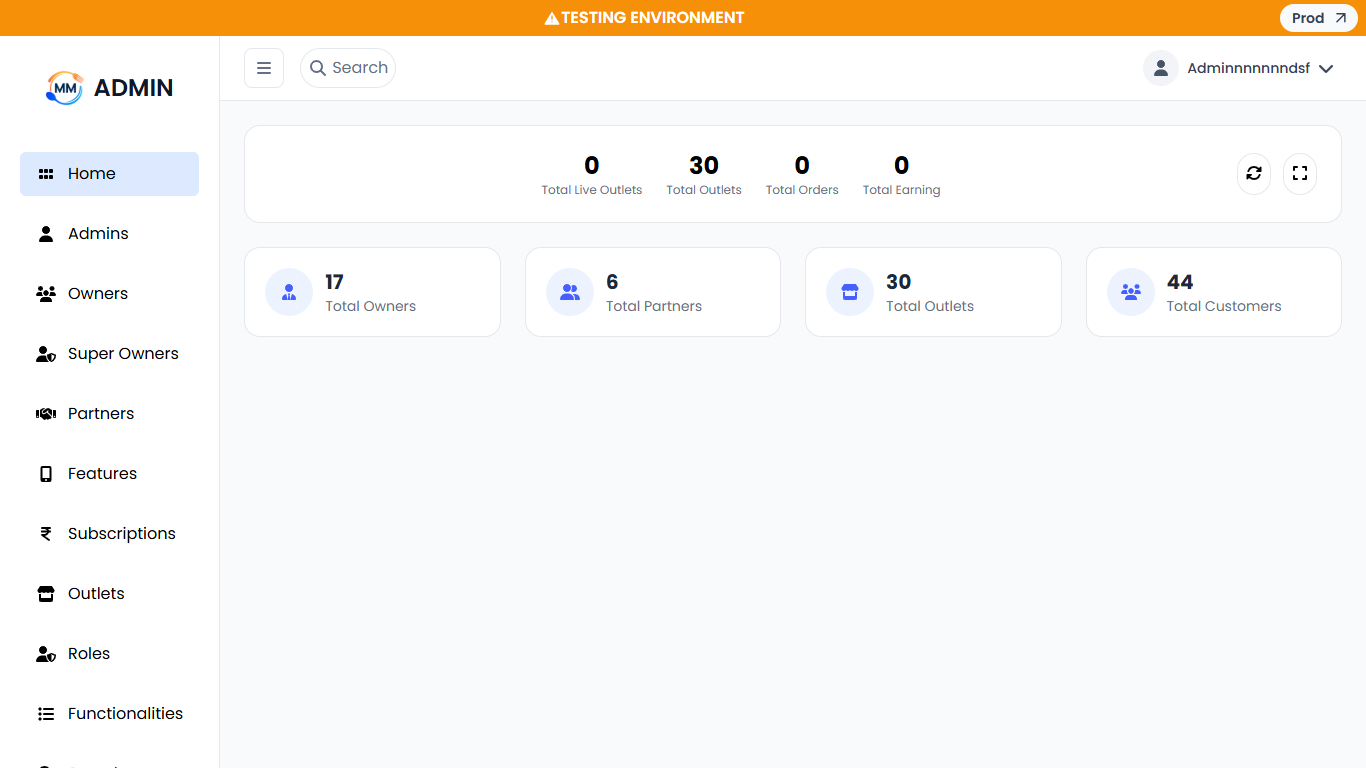 TESTING ENVIRONMENT
Prod
MM ADMIN
Search
Adminnnnnnndsf
Home
Admins
Owners
Super Owners
Partners
Features
Subscriptions
Outlets
Roles
Functionalities
0
Total Live Outlets
30
Total Outlets
0
Total Orders
0
Total Earning
17
Total Owners
6
Total Partners
30
Total Outlets
44
Total Customers